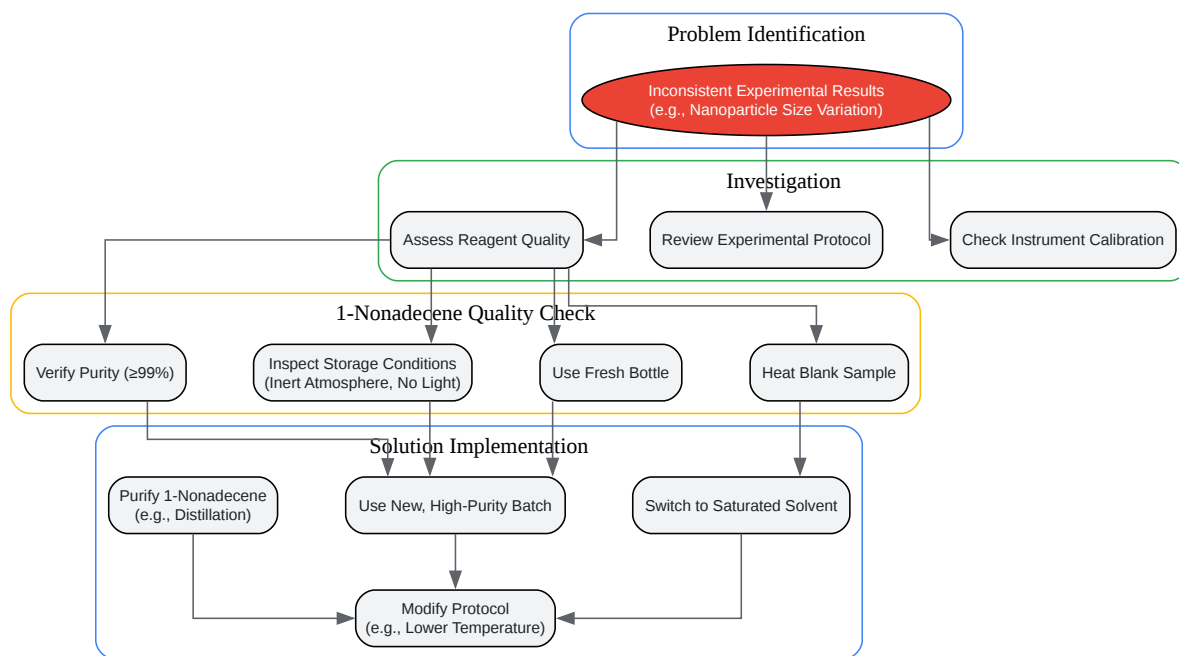 Problem Identification
Inconsistent Experimental Results
(e.g., Nanoparticle Size Variation)
Investigation
Assess Reagent Quality
Review Experimental Protocol
Check Instrument Calibration
1-Nonadecene Quality Check
Verify Purity (≥99%)
Inspect Storage Conditions
(Inert Atmosphere, No Light)
Use Fresh Bottle
Heat Blank Sample
Solution Implementation
Purify 1-Nonadecene
(e.g., Distillation)
Use New, High-Purity Batch
Switch to Saturated Solvent
Modify Protocol
(e.g., Lower Temperature)